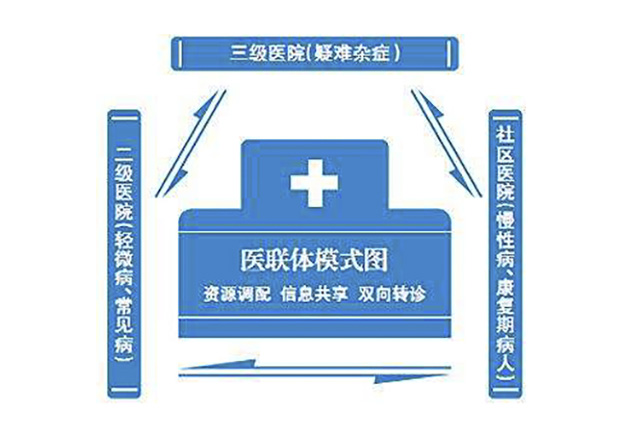 三级医院(疑难杂症)
二级医院(轻微病、常见病)
医联体模式图
资源调配 信息共享 双向转诊
社区医院(慢性病、康复期病人)